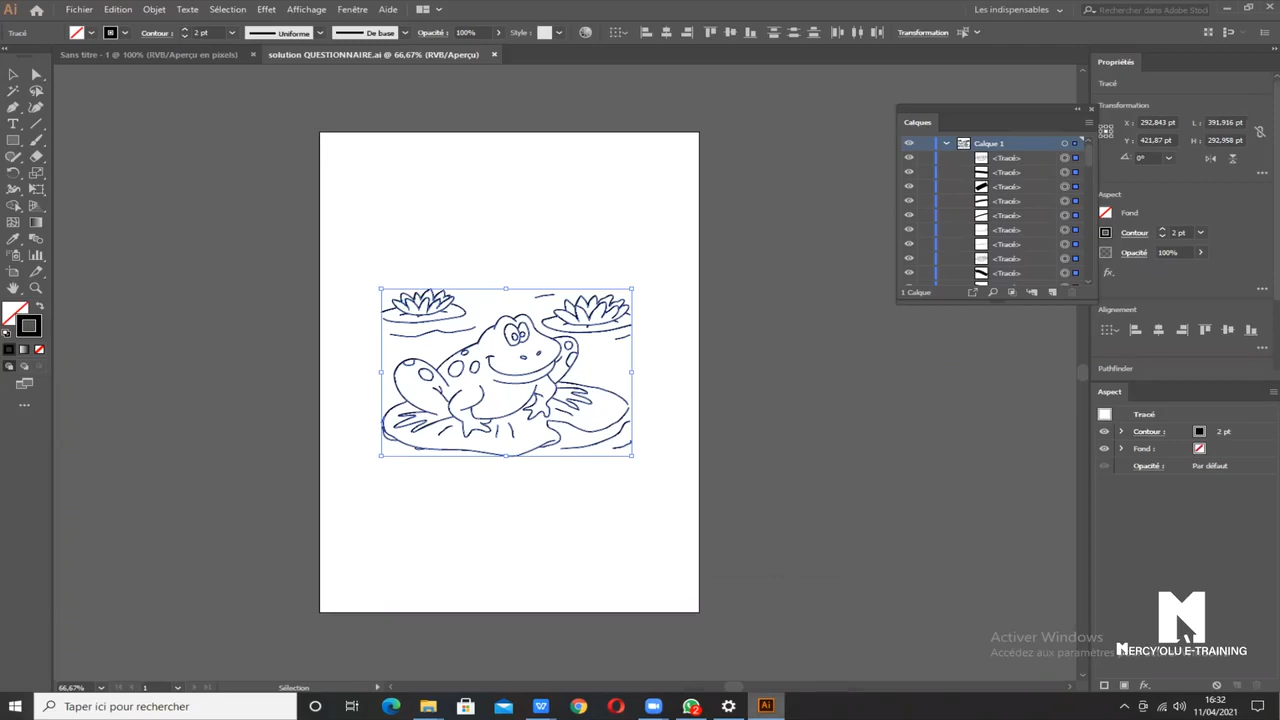 Ai Fichier Edition Objet Texte Sélection Effet Affichage Fenêtre Aide Les indispensables Rechercher dans Adobe Stock
Tracé Contour : 2 pt Uniforme De base Opacité : 100% Style : Transformation
Sans titre - 1 @ 100% (RVB/Aperçu en pixels) solution QUESTIONNAIRE.ai @ 66,67% (RVB/Aperçu)
Propriétés
Tracé
Transformation
X : 292,843 pt L : 391,916 pt
Y : 421,87 pt H : 292,958 pt
0°
Aspect
Fond
Contour 2 pt
Opacité 100%
fx.
Alignement
Pathfinder
Aspect
Tracé
Contour : 2 pt
Fond :
Opacité : Par défaut
Calques
Calque 1
<Tracé>
<Tracé>
<Tracé>
<Tracé>
<Tracé>
<Tracé>
<Tracé>
<Tracé>
<Tracé>
1 Calque
Activer Windows
Accédez aux paramètres
MERCY'OLU E-TRAINING
66,67% 1 Sélection
fx.
Taper ici pour rechercher
2
Ai
16:32
11/04/2021